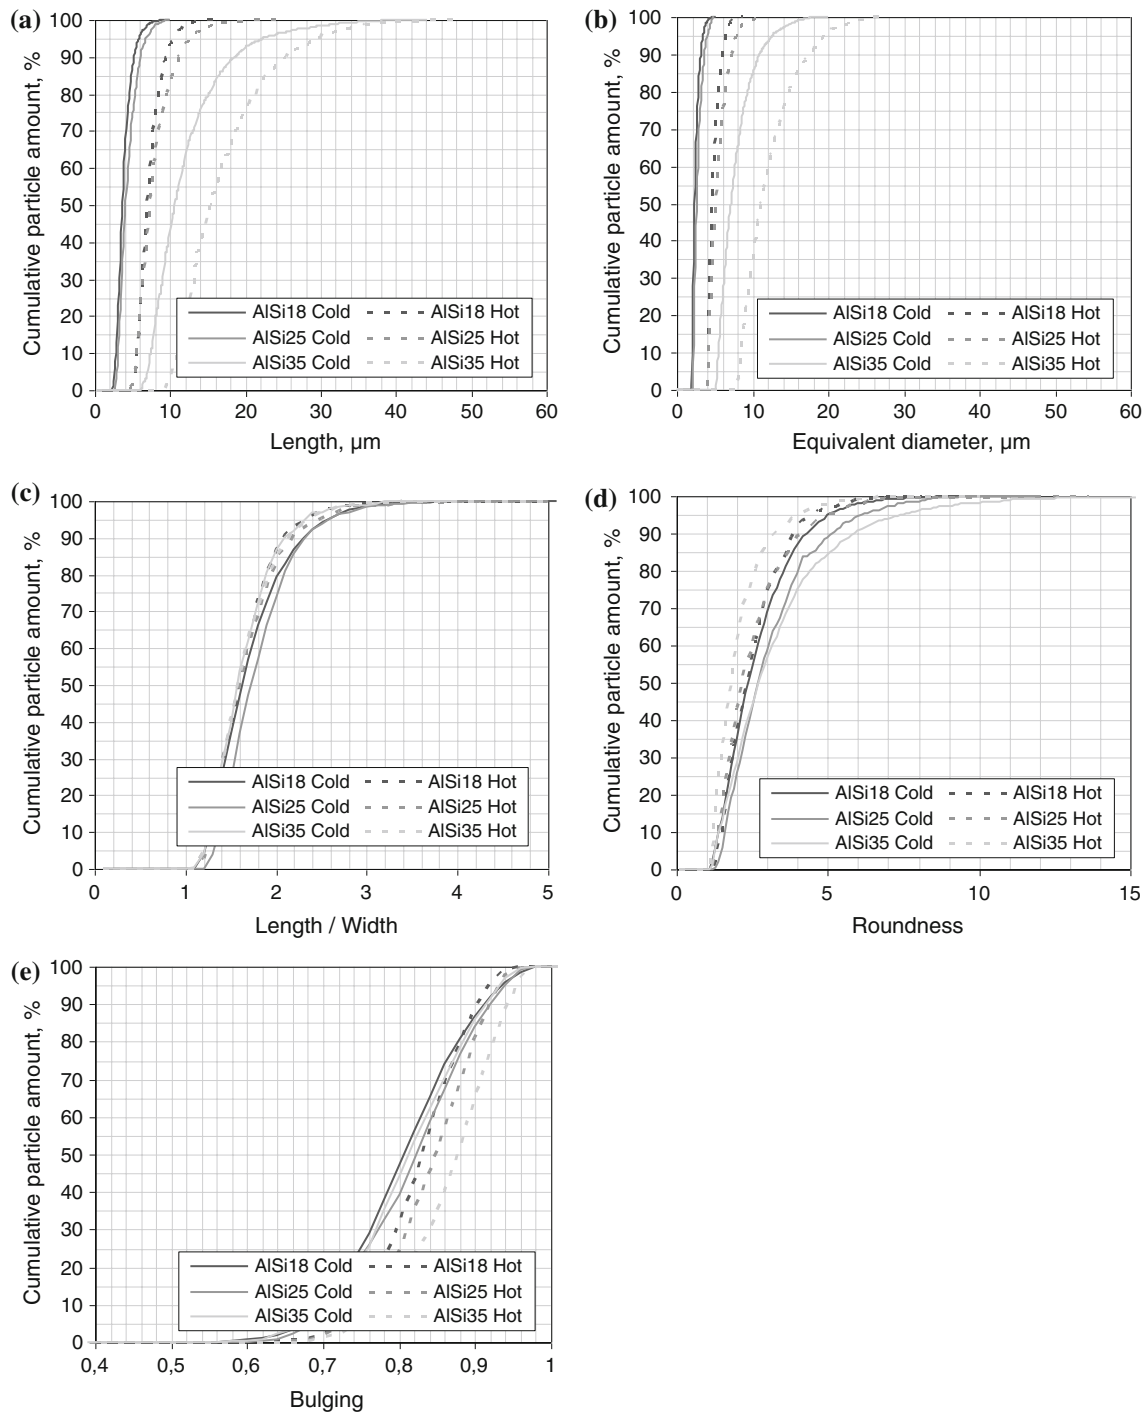 (a)
Cumulative particle amount, %
100
90
80
70
60
50
40
30
20
10
0
AlSi18 Cold AlSi18 Hot
AlSi25 Cold AlSi25 Hot
AlSi35 Cold AlSi35 Hot
0 10 20 30 40 50 60
Length, µm
(b)
Cumulative particle amount, %
100
90
80
70
60
50
40
30
20
10
0
AlSi18 Cold AlSi18 Hot
AlSi25 Cold AlSi25 Hot
AlSi35 Cold AlSi35 Hot
0 10 20 30 40 50 60
Equivalent diameter, µm
(c)
Cumulative particle amount, %
100
90
80
70
60
50
40
30
20
10
0
AlSi18 Cold AlSi18 Hot
AlSi25 Cold AlSi25 Hot
AlSi35 Cold AlSi35 Hot
0 1 2 3 4 5
Length / Width
(d)
Cumulative particle amount, %
100
90
80
70
60
50
40
30
20
10
0
AlSi18 Cold AlSi18 Hot
AlSi25 Cold AlSi25 Hot
AlSi35 Cold AlSi35 Hot
0 5 10 15
Roundness
(e)
Cumulative particle amount, %
100
90
80
70
60
50
40
30
20
10
0
AlSi18 Cold AlSi18 Hot
AlSi25 Cold AlSi25 Hot
AlSi35 Cold AlSi35 Hot
0,4 0,5 0,6 0,7 0,8 0,9 1
Bulging